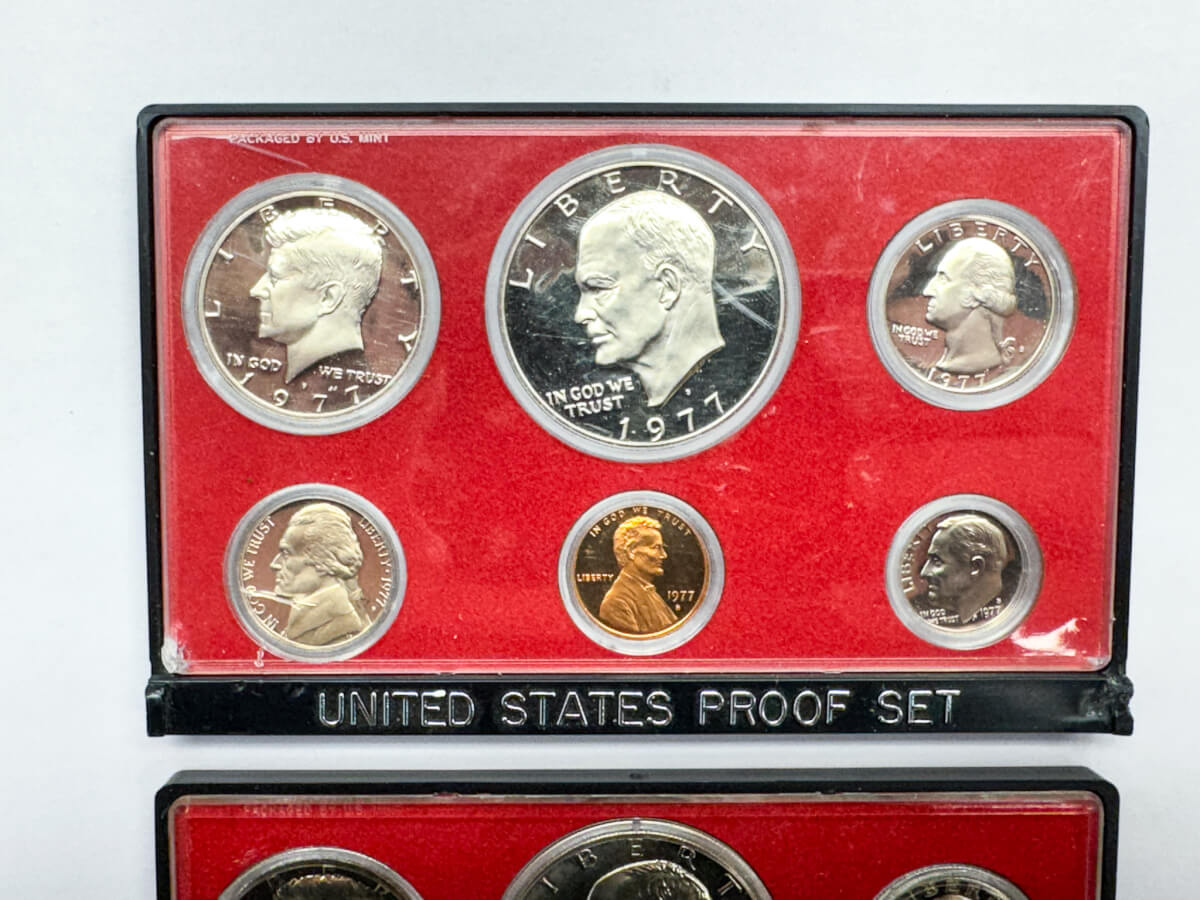 PACKAGED BY U.S. MINT
LIBERTY
IN GOD WE TRUST
1977
LIBERTY
IN GOD WE
TRUST
1977
LIBERTY
IN GOD WE
TRUST
1977
IN GOD WE TRUST
LIBERTY · 1977
IN GOD WE TRUST
LIBERTY
1977
S
LIBERTY
IN GOD
WE TRUST
1977
UNITED STATES PROOF SET